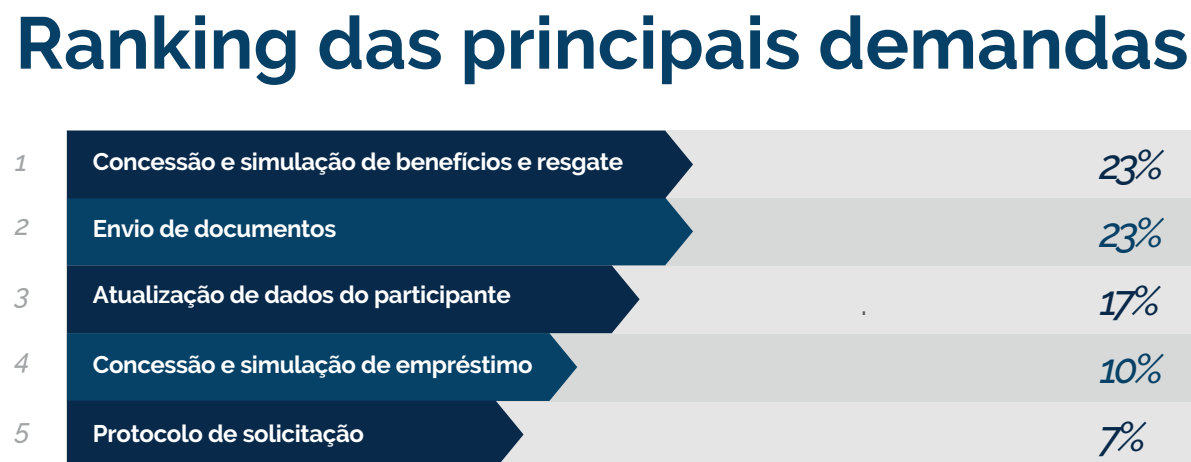 Ranking das principais demandas
1 Concessão e simulação de benefícios e resgate 23%
2 Envio de documentos 23%
3 Atualização de dados do participante 17%
4 Concessão e simulação de empréstimo 10%
5 Protocolo de solicitação 7%